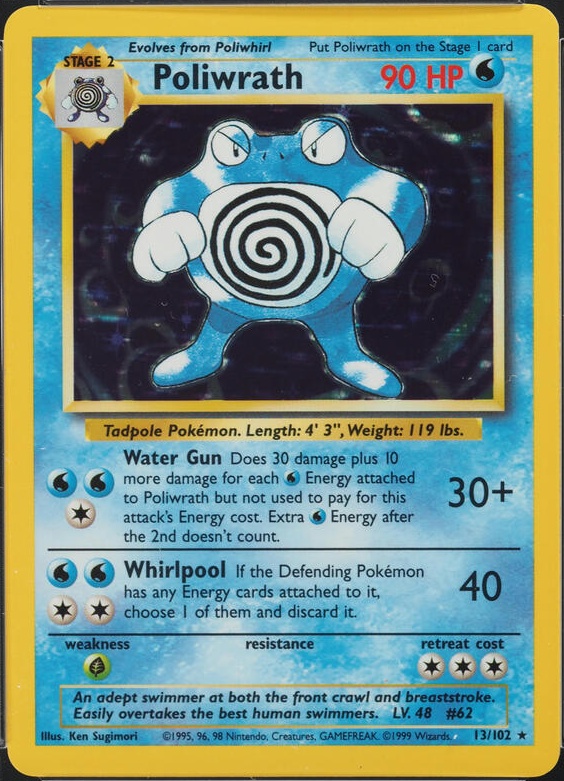 Evolves from Poliwhirl Put Poliwrath on the Stage 1 card
STAGE 2
Poliwrath 90 HP
Tadpole Pokémon. Length: 4' 3", Weight: 119 lbs.
Water Gun Does 30 damage plus 10
more damage for each Energy attached
to Poliwrath but not used to pay for this
attack's Energy cost. Extra Energy after
the 2nd doesn't count.
30+
Whirlpool If the Defending Pokémon
has any Energy cards attached to it,
choose 1 of them and discard it.
40
weakness resistance retreat cost
An adept swimmer at both the front crawl and breaststroke.
Easily overtakes the best human swimmers. LV. 48 #62
Illus. Ken Sugimori ©1995, 96, 98 Nintendo, Creatures, GAMEFREAK. ©1999 Wizards. 13/102 ★